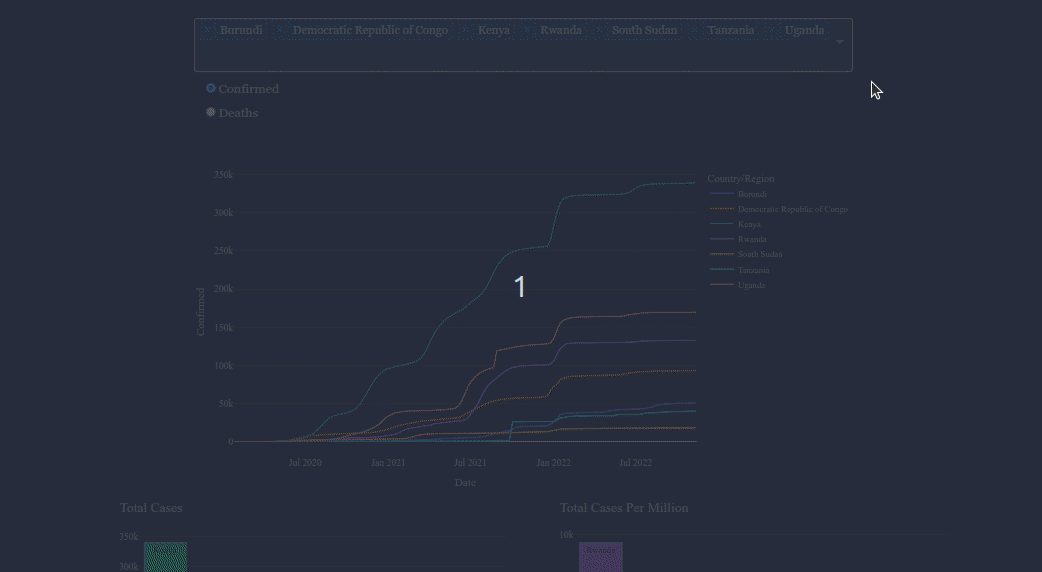 × Burundi × Democratic Republic of Congo × Kenya × Rwanda × South Sudan × Tanzania × Uganda
Confirmed
Deaths
350k
300k
250k
200k
150k
100k
50k
0
Confirmed
Jul 2020 Jan 2021 Jul 2021 Jan 2022 Jul 2022
Date
Country/Region
Burundi
Democratic Republic of Congo
Kenya
Rwanda
South Sudan
Tanzania
Uganda
1
Total Cases
350k
300k
Total Cases Per Million
10k
Rwanda